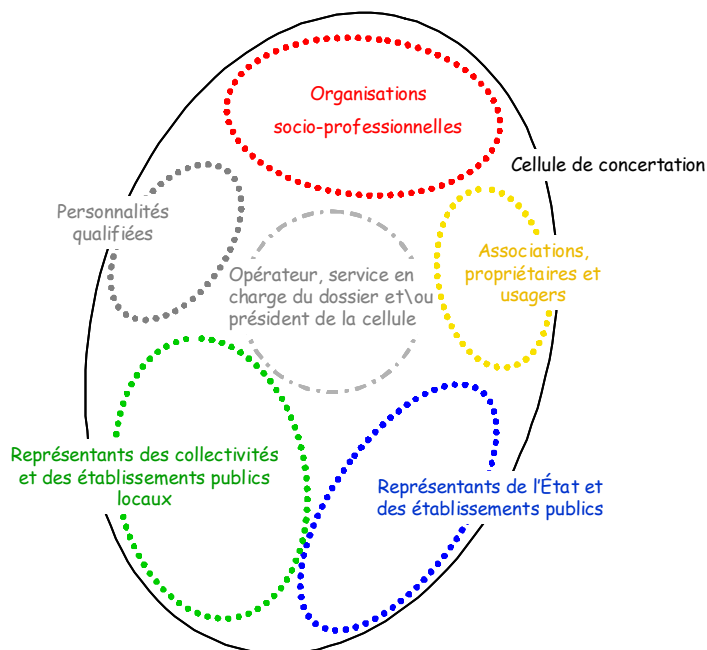 Organisations
socio-professionnelles
Cellule de concertation
Personnalités
qualifiées
Associations,
propriétaires et
usagers
Opérateur, service en
charge du dossier et\ou
président de la cellule
Représentants des collectivités
et des établissements publics
locaux
Représentants de l'État et
des établissements publics